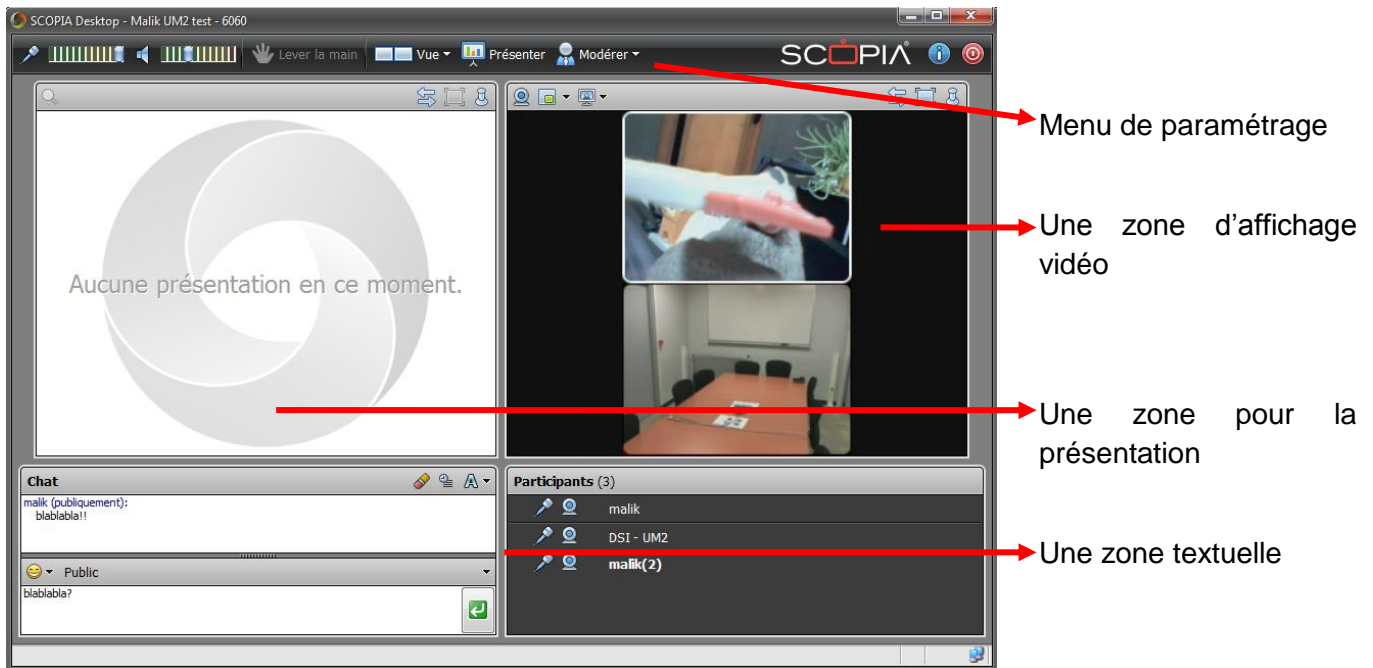 SCOPIA Desktop - Malik UM2 test - 6060
Lever la main Vue Présenter Modérer SCOPIA
Menu de paramétrage
Une zone d'affichage
vidéo
Aucune présentation en ce moment.
Une zone pour la
présentation
Chat
malik (publiquement):
blablabla!!
Public
blablabla?
Participants (3)
malik
DSI - UM2
malik(2)
Une zone textuelle